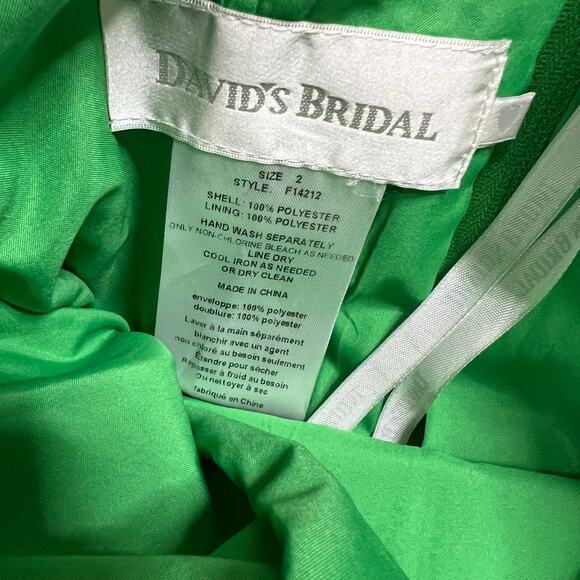 DAVID'S BRIDAL
SIZE 2
STYLE. F14212
SHELL: 100% POLYESTER
LINING: 100% POLYESTER
HAND WASH SEPARATELY
ONLY NON-CHLORINE BLEACH AS NEEDED
LINE DRY
COOL IRON AS NEEDED
OR DRY CLEAN
MADE IN CHINA
enveloppe: 100% polyester
doublure: 100% polyester
Laver à la main séparément
blanchir avec un agent
non chloré au besoin seulement
Étendre pour sécher
Repasser à froid au besoin
Ou nettoyer à sec
fabriqué en Chine